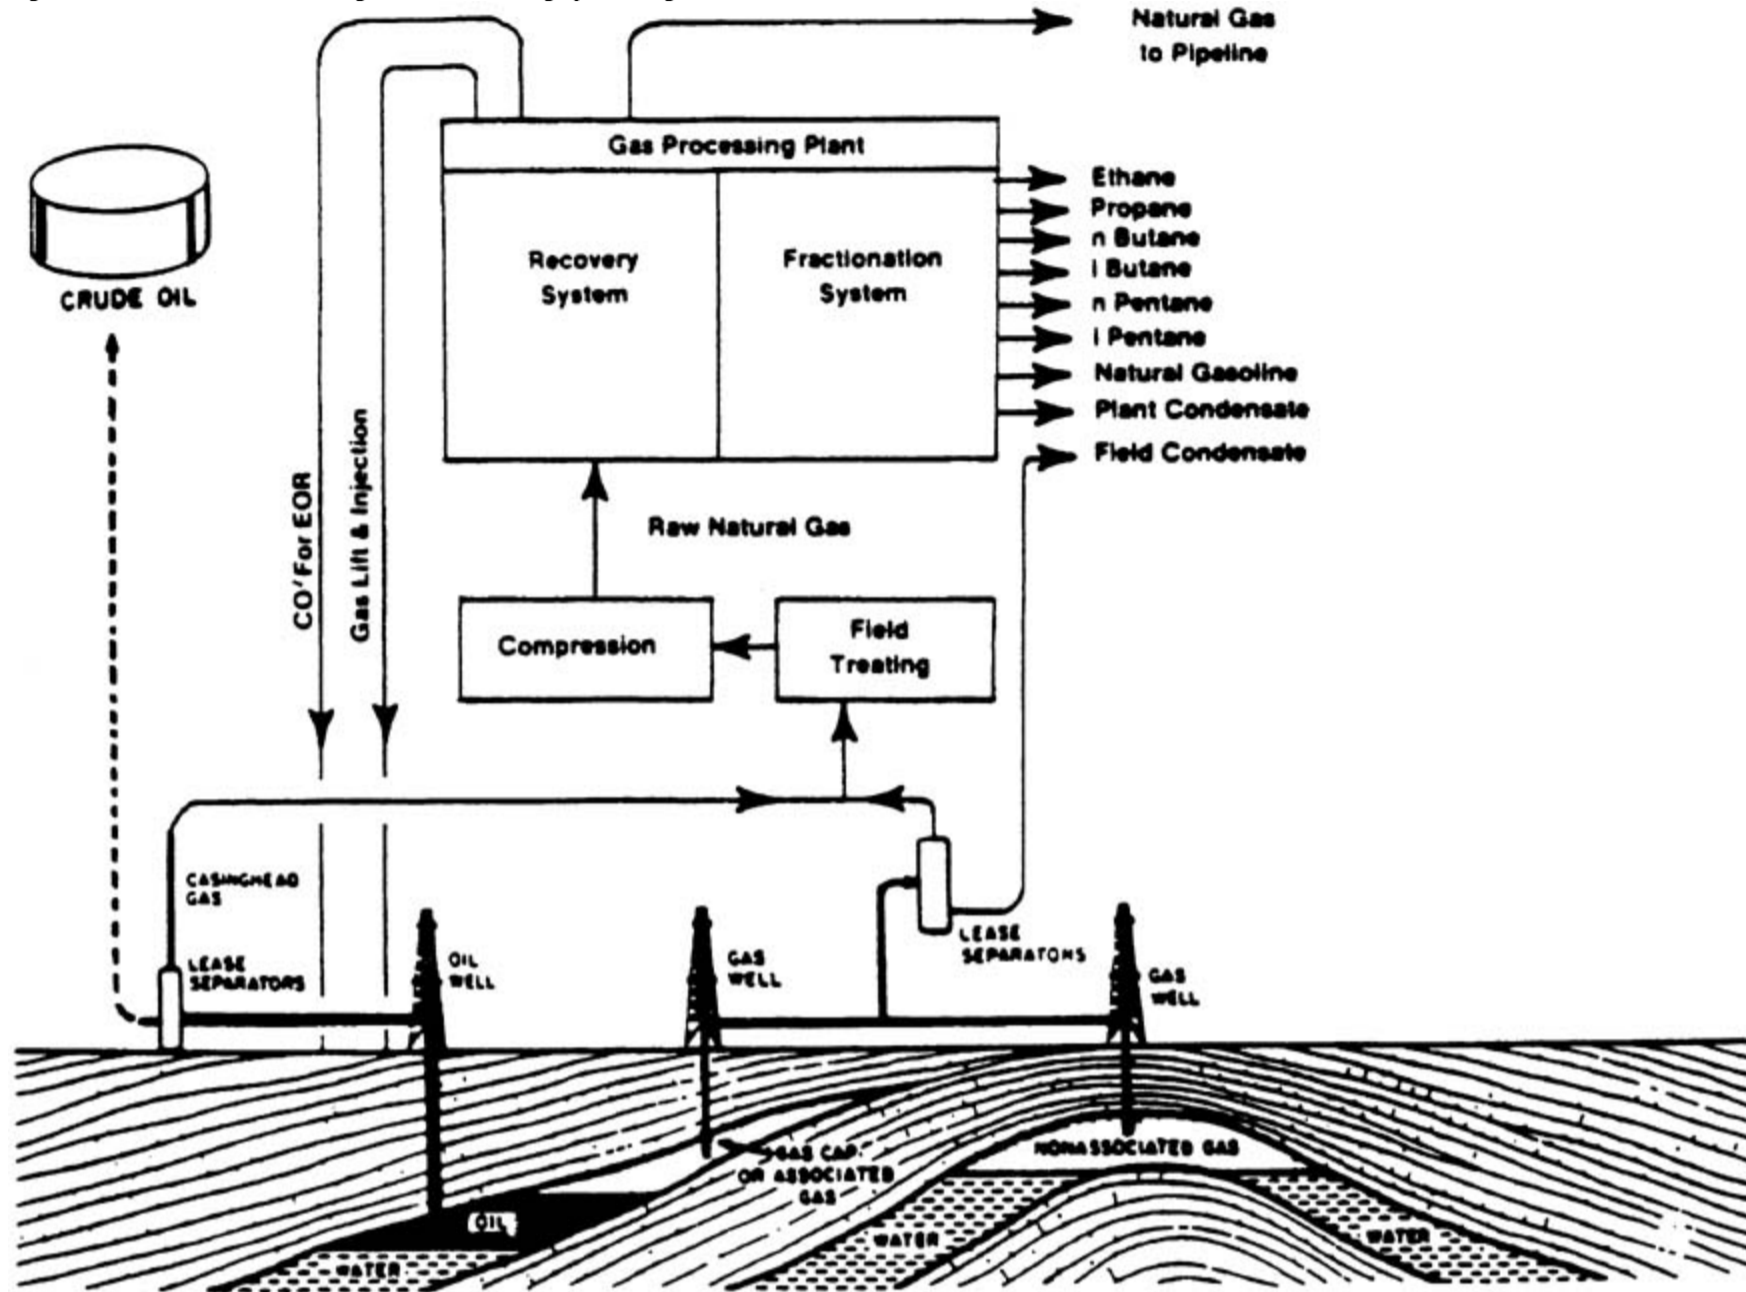 Natural Gas
to Pipeline
Gas Processing Plant
Recovery
System
Fractionation
System
Ethane
Propane
n Butane
I Butane
n Pentane
I Pentane
Natural Gasoline
Plant Condensate
Field Condensate
CRUDE OIL
CO' For EOR
Gas Lift & Injection
Raw Natural Gas
Compression
Field
Treating
CASINGHEAD
GAS
LEASE
SEPARATORS
OIL
WELL
GAS
WELL
LEASE
SEPARATORS
GAS
WELL
GAS CAP
OR ASSOCIATED
GAS
NONASSOCIATED GAS
OIL
WATER
WATER
WATER